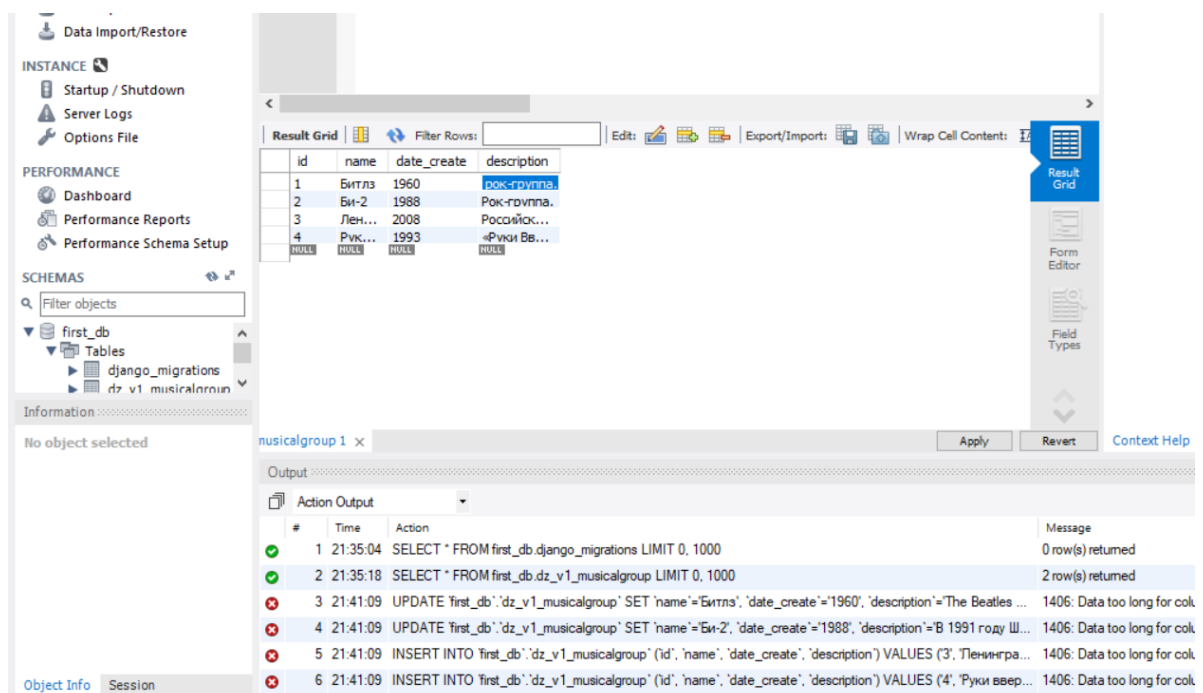 Data Import/Restore
INSTANCE
Startup / Shutdown
Server Logs
Options File
PERFORMANCE
Dashboard
Performance Reports
Performance Schema Setup
SCHEMAS
Filter objects
first_db
Tables
django_migrations
dz_v1_musicalgroup
Information
No object selected
Object Info Session
Result Grid Filter Rows: Edit: Export/Import: Wrap Cell Content:
id name date_create description
1 Битлз 1960 рок-группа.
2 Би-2 1988 Рок-группа.
3 Лен... 2008 Российск...
4 Рук... 1993 «Руки Вв...
NULL NULL NULL NULL
Result
Grid
Form
Editor
Field
Types
musicalgroup 1 Apply Revert Context Help
Output
Action Output
# Time Action Message
1 21:35:04 SELECT * FROM first_db.django_migrations LIMIT 0, 1000 0 row(s) returned
2 21:35:18 SELECT * FROM first_db.dz_v1_musicalgroup LIMIT 0, 1000 2 row(s) returned
3 21:41:09 UPDATE `first_db`.`dz_v1_musicalgroup` SET `name`='Битлз', `date_create`='1960', `description`='The Beatles ... 1406: Data too long for colu
4 21:41:09 UPDATE `first_db`.`dz_v1_musicalgroup` SET `name`='Би-2', `date_create`='1988', `description`='В 1991 году Ш... 1406: Data too long for colu
5 21:41:09 INSERT INTO `first_db`.`dz_v1_musicalgroup` (`id`, `name`, `date_create`, `description`) VALUES ('3', 'Ленингра... 1406: Data too long for colu
6 21:41:09 INSERT INTO `first_db`.`dz_v1_musicalgroup` (`id`, `name`, `date_create`, `description`) VALUES ('4', 'Руки ввер... 1406: Data too long for colu